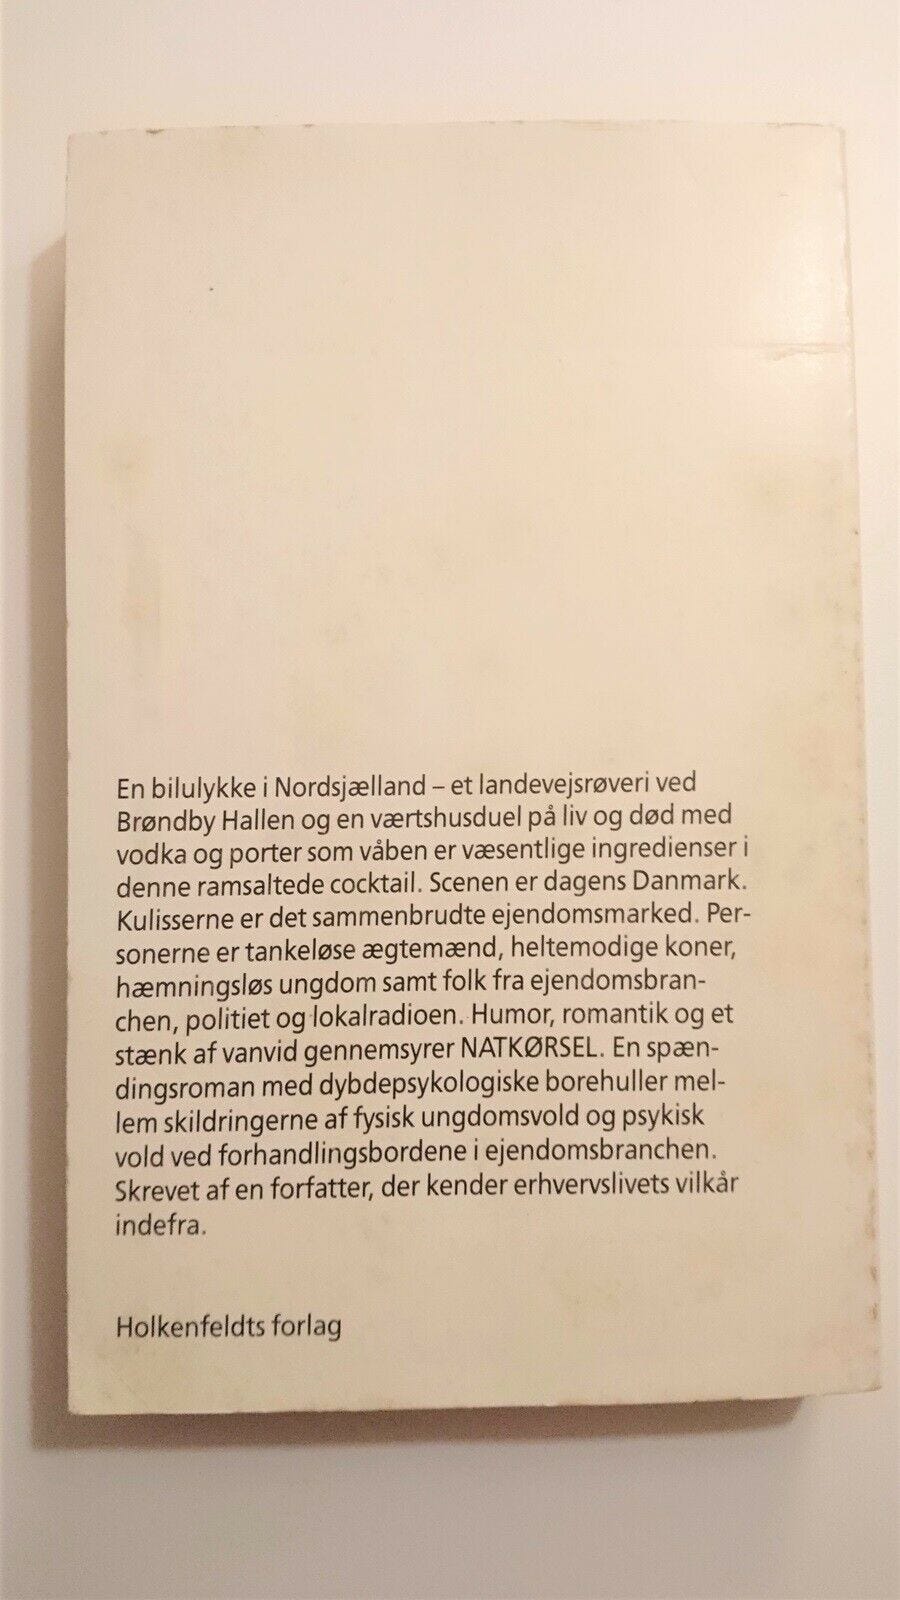 En bilulykke i Nordsjælland – et landevejsrøveri ved
Brøndby Hallen og en værtshusduel på liv og død med
vodka og porter som våben er væsentlige ingredienser i
denne ramsaltede cocktail. Scenen er dagens Danmark.
Kulisserne er det sammenbrudte ejendomsmarked. Per-
sonerne er tankeløse ægtemænd, heltemodige koner,
hæmningsløs ungdom samt folk fra ejendomsbran-
chen, politiet og lokalradioen. Humor, romantik og et
stænk af vanvid gennemsyrer NATKØRSEL. En spæn-
dingsroman med dybdepsykologiske borehuller mel-
lem skildringerne af fysisk ungdomsvold og psykisk
vold ved forhandlingsbordene i ejendomsbranchen.
Skrevet af en forfatter, der kender erhvervslivets vilkår
indefra.
Holkenfeldts forlag